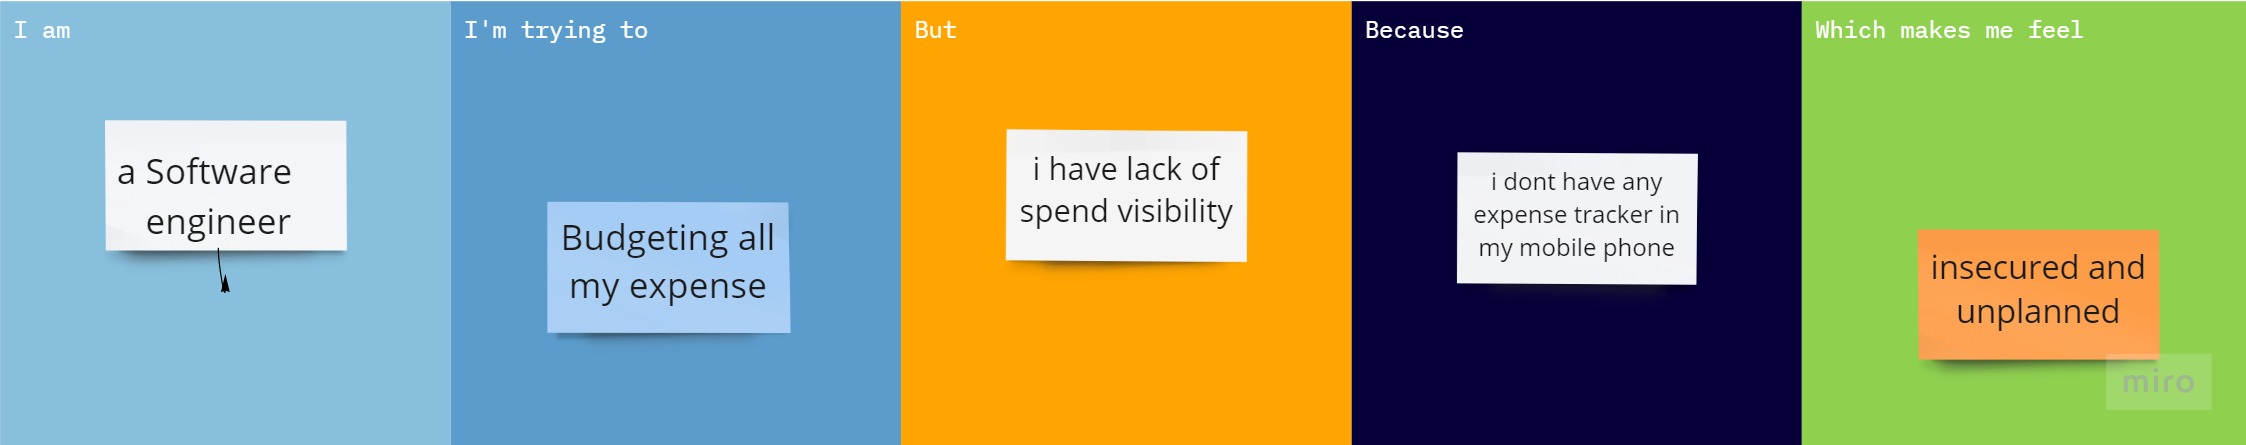 I am
a Software
engineer
I'm trying to
Budgeting all
my expense
But
i have lack of
spend visibility
Because
i dont have any
expense tracker in
my mobile phone
Which makes me feel
insecured and
unplanned
miro